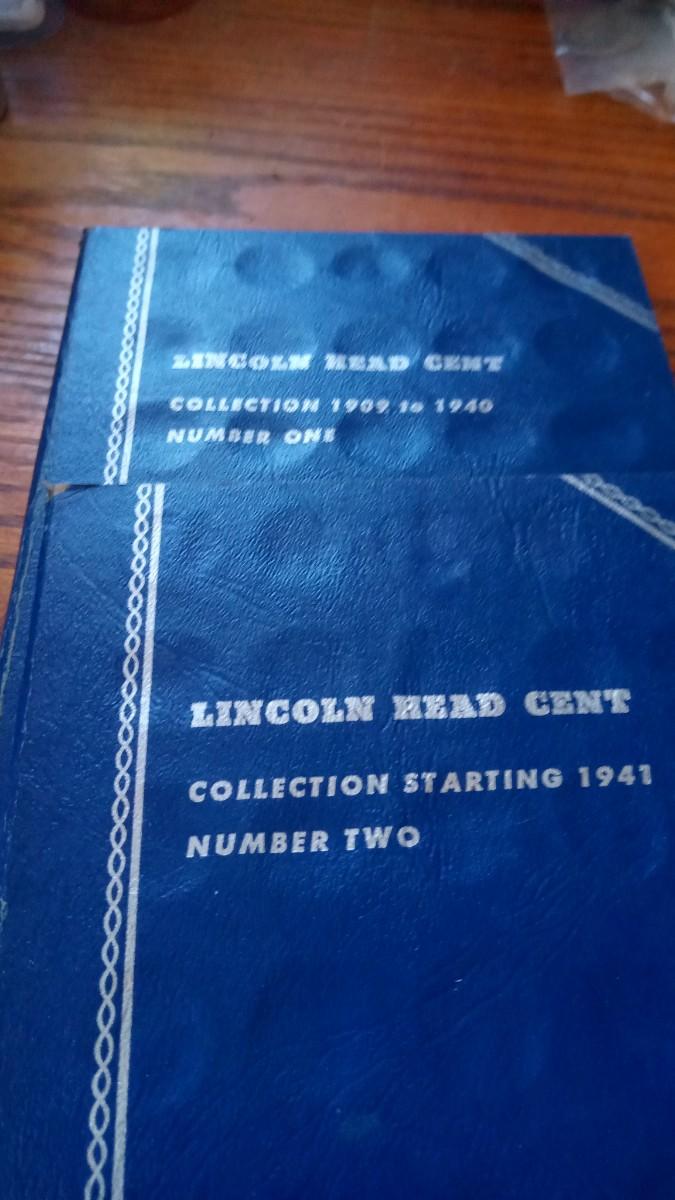 LINCOLN HEAD CENT
COLLECTION 1909 to 1940
NUMBER ONE
LINCOLN HEAD CENT
COLLECTION STARTING 1941
NUMBER TWO